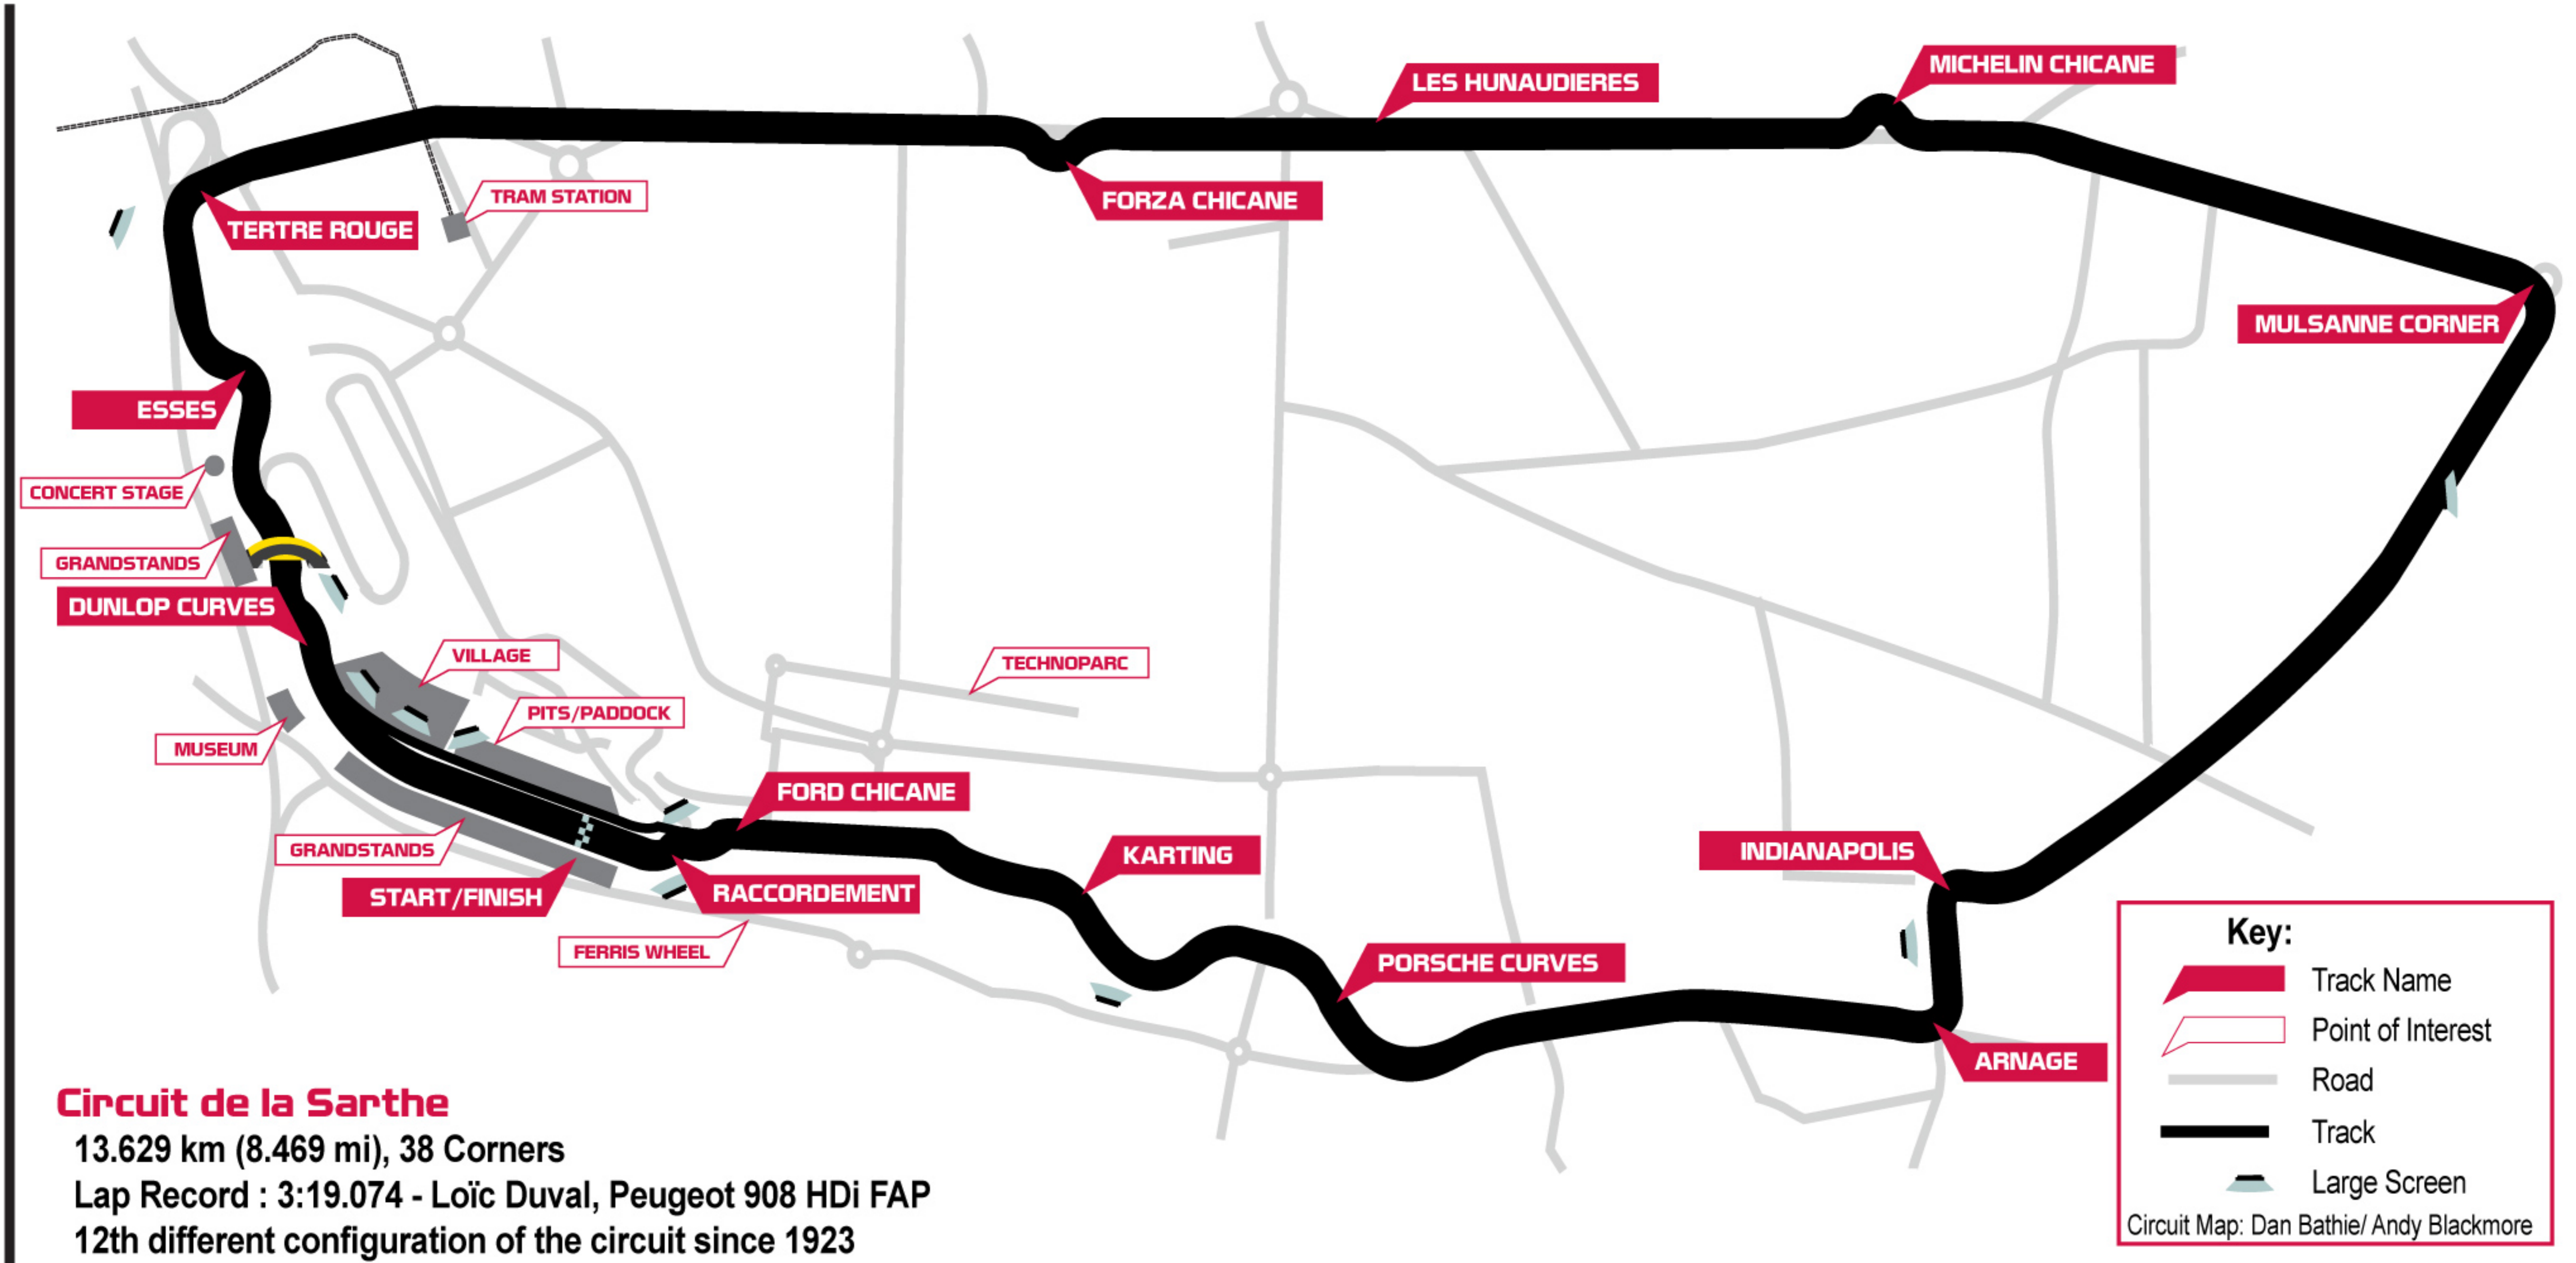 LES HUNAUDIERES
MICHELIN CHICANE
TRAM STATION
FORZA CHICANE
TERTRE ROUGE
MULSANNE CORNER
ESSES
CONCERT STAGE
GRANDSTANDS
DUNLOP CURVES
VILLAGE
TECHNOPARC
PITS/PADDOCK
MUSEUM
FORD CHICANE
GRANDSTANDS
KARTING
INDIANAPOLIS
START/FINISH
RACCORDEMENT
FERRIS WHEEL
PORSCHE CURVES
ARNAGE
Key:
Track Name
Point of Interest
Road
Track
Large Screen
Circuit Map: Dan Bathie/ Andy Blackmore
Circuit de la Sarthe
13.629 km (8.469 mi), 38 Corners
Lap Record : 3:19.074 - Loïc Duval, Peugeot 908 HDi FAP
12th different configuration of the circuit since 1923